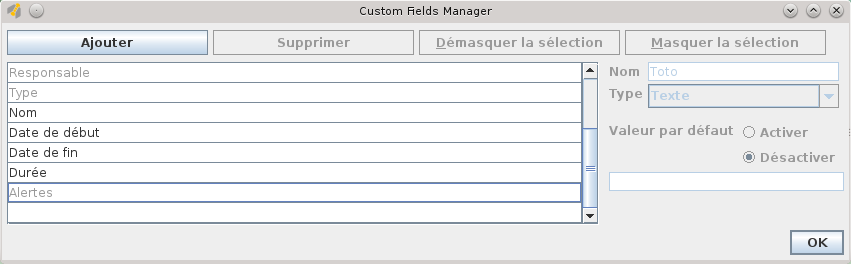 Custom Fields Manager
Ajouter
Supprimer
Démasquer la sélection
Masquer la sélection
Responsable
Type
Nom
Date de début
Date de fin
Durée
Alertes
Nom
Toto
Type
Texte
Valeur par défaut
Activer
Désactiver
OK